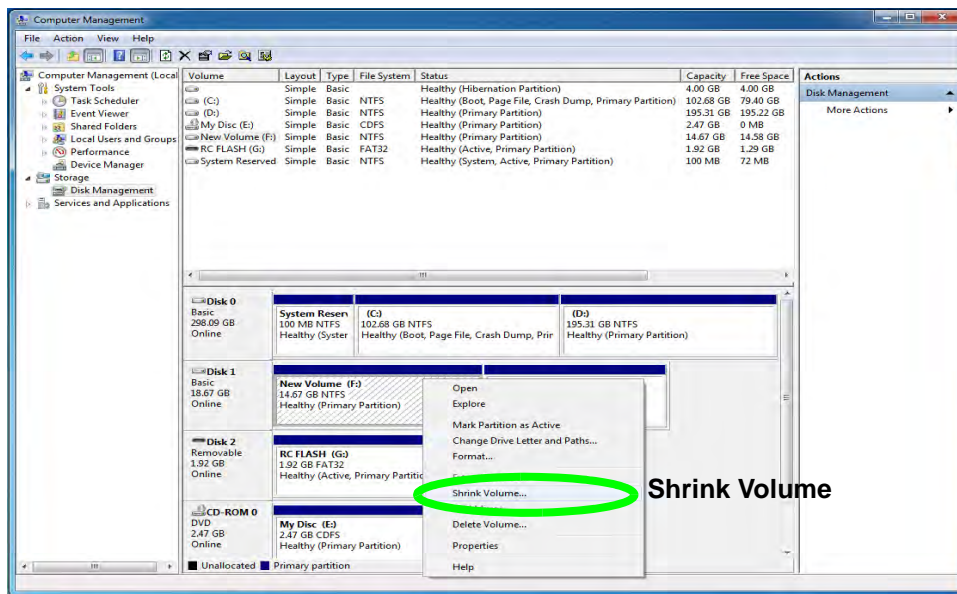 Computer Management
File Action View Help
Computer Management (Local
System Tools
Task Scheduler
Event Viewer
Shared Folders
Local Users and Groups
Performance
Device Manager
Storage
Disk Management
Services and Applications
Volume Layout Type File System Status Capacity Free Space
Simple Basic Healthy (Hibernation Partition) 4.00 GB 4.00 GB
(C:) Simple Basic NTFS Healthy (Boot, Page File, Crash Dump, Primary Partition) 102.68 GB 79.40 GB
(D:) Simple Basic NTFS Healthy (Primary Partition) 195.31 GB 195.22 GB
My Disc (E:) Simple Basic CDFS Healthy (Primary Partition) 2.47 GB 0 MB
New Volume (F:) Simple Basic NTFS Healthy (Primary Partition) 14.67 GB 14.58 GB
RC FLASH (G:) Simple Basic FAT32 Healthy (Active, Primary Partition) 1.92 GB 1.29 GB
System Reserved Simple Basic NTFS Healthy (System, Active, Primary Partition) 100 MB 72 MB
Actions
Disk Management
More Actions
Disk 0
Basic
298.09 GB
Online
System Reserv
100 MB NTFS
Healthy (Syster
(C:)
102.68 GB NTFS
Healthy (Boot, Page File, Crash Dump, Prir
(D:)
195.31 GB NTFS
Healthy (Primary Partition)
Disk 1
Basic
18.67 GB
Online
New Volume (F:)
14.67 GB NTFS
Healthy (Primary Partition)
Disk 2
Removable
1.92 GB
Online
RC FLASH (G:)
1.92 GB FAT32
Healthy (Active, Primary Partitic
CD-ROM 0
DVD
2.47 GB
Online
My Disc (E:)
2.47 GB CDFS
Healthy (Primary Partition)
Unallocated Primary partition
Open
Explore
Mark Partition as Active
Change Drive Letter and Paths...
Format...
Shrink Volume...
Delete Volume...
Properties
Help
Shrink Volume